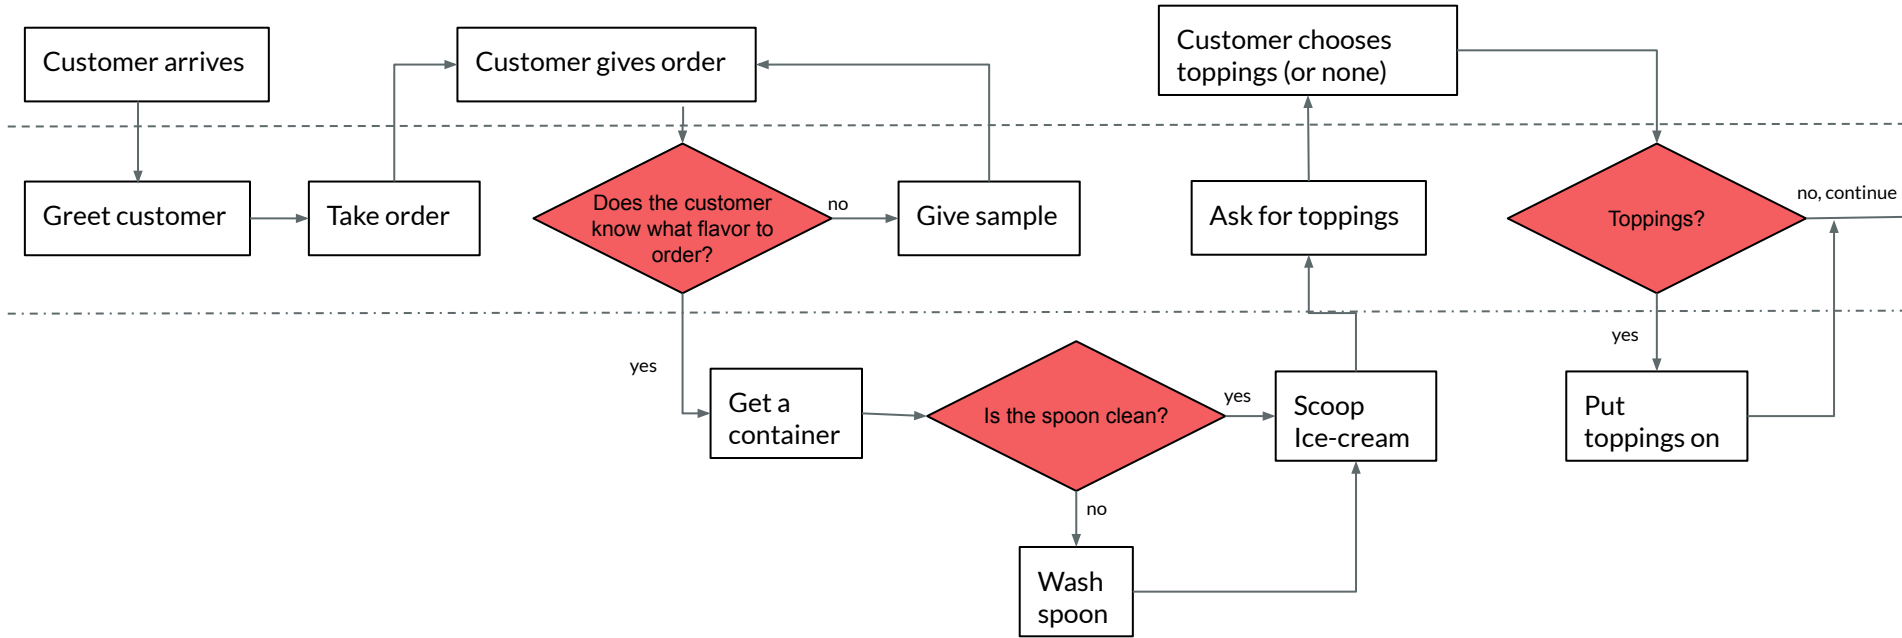 Customer arrives
Customer gives order
Customer chooses
toppings (or none)
Greet customer
Take order
Does the customer
know what flavor to
order?
no
Give sample
Ask for toppings
Toppings?
no, continue
yes
Get a
container
Is the spoon clean?
yes
Scoop
Ice-cream
yes
Put
toppings on
no
Wash
spoon